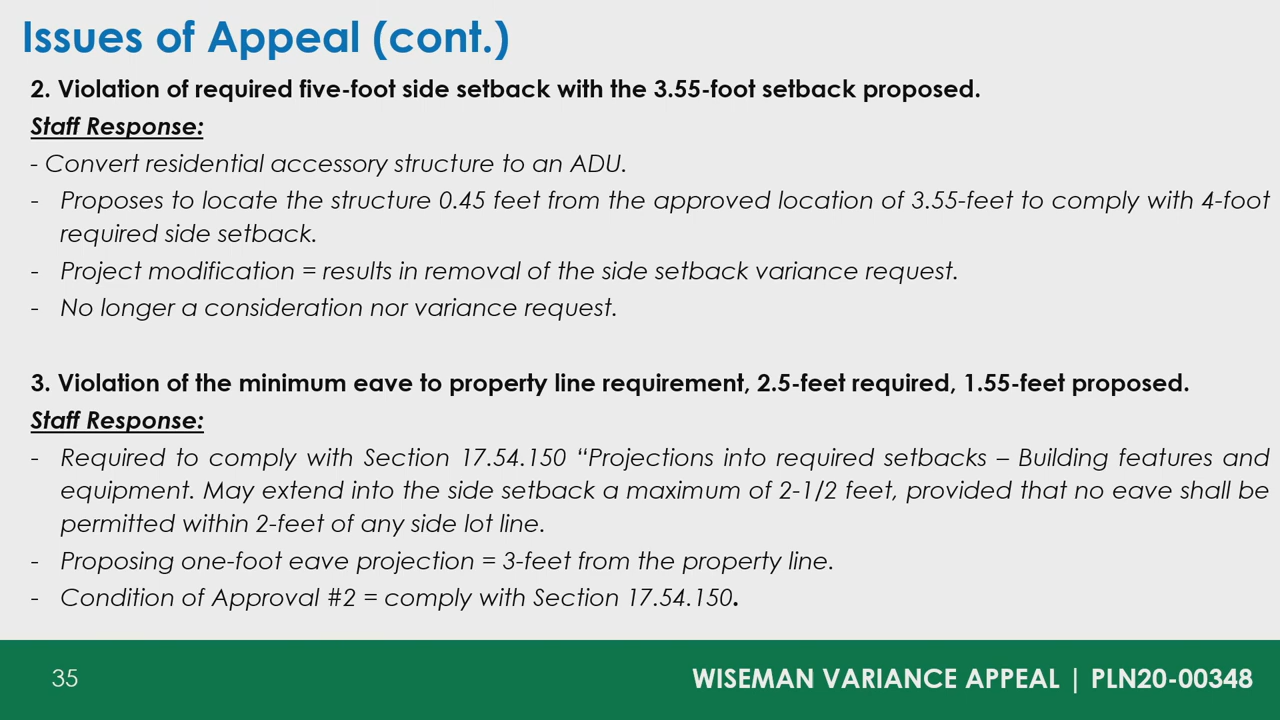 Issues of Appeal (cont.)
2. Violation of required five-foot side setback with the 3.55-foot setback proposed.
Staff Response:
- Convert residential accessory structure to an ADU.
- Proposes to locate the structure 0.45 feet from the approved location of 3.55-feet to comply with 4-foot
required side setback.
- Project modification = results in removal of the side setback variance request.
- No longer a consideration nor variance request.
3. Violation of the minimum eave to property line requirement, 2.5-feet required, 1.55-feet proposed.
Staff Response:
- Required to comply with Section 17.54.150 “Projections into required setbacks – Building features and
equipment. May extend into the side setback a maximum of 2-1/2 feet, provided that no eave shall be
permitted within 2-feet of any side lot line.
- Proposing one-foot eave projection = 3-feet from the property line.
- Condition of Approval #2 = comply with Section 17.54.150.
35
WISEMAN VARIANCE APPEAL | PLN20-00348